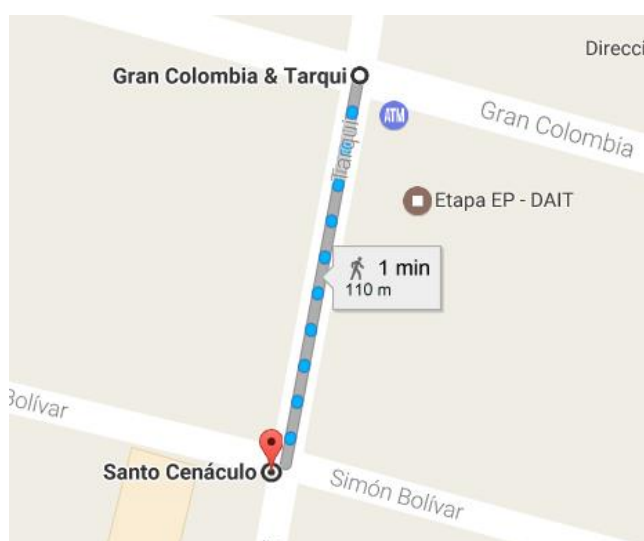 Direcci
Gran Colombia & Tarqui
ATM
Gran Colombia
Tarqui
Etapa EP - DAIT
1 min
110 m
Bolívar
Santo Cenáculo
Simón Bolívar